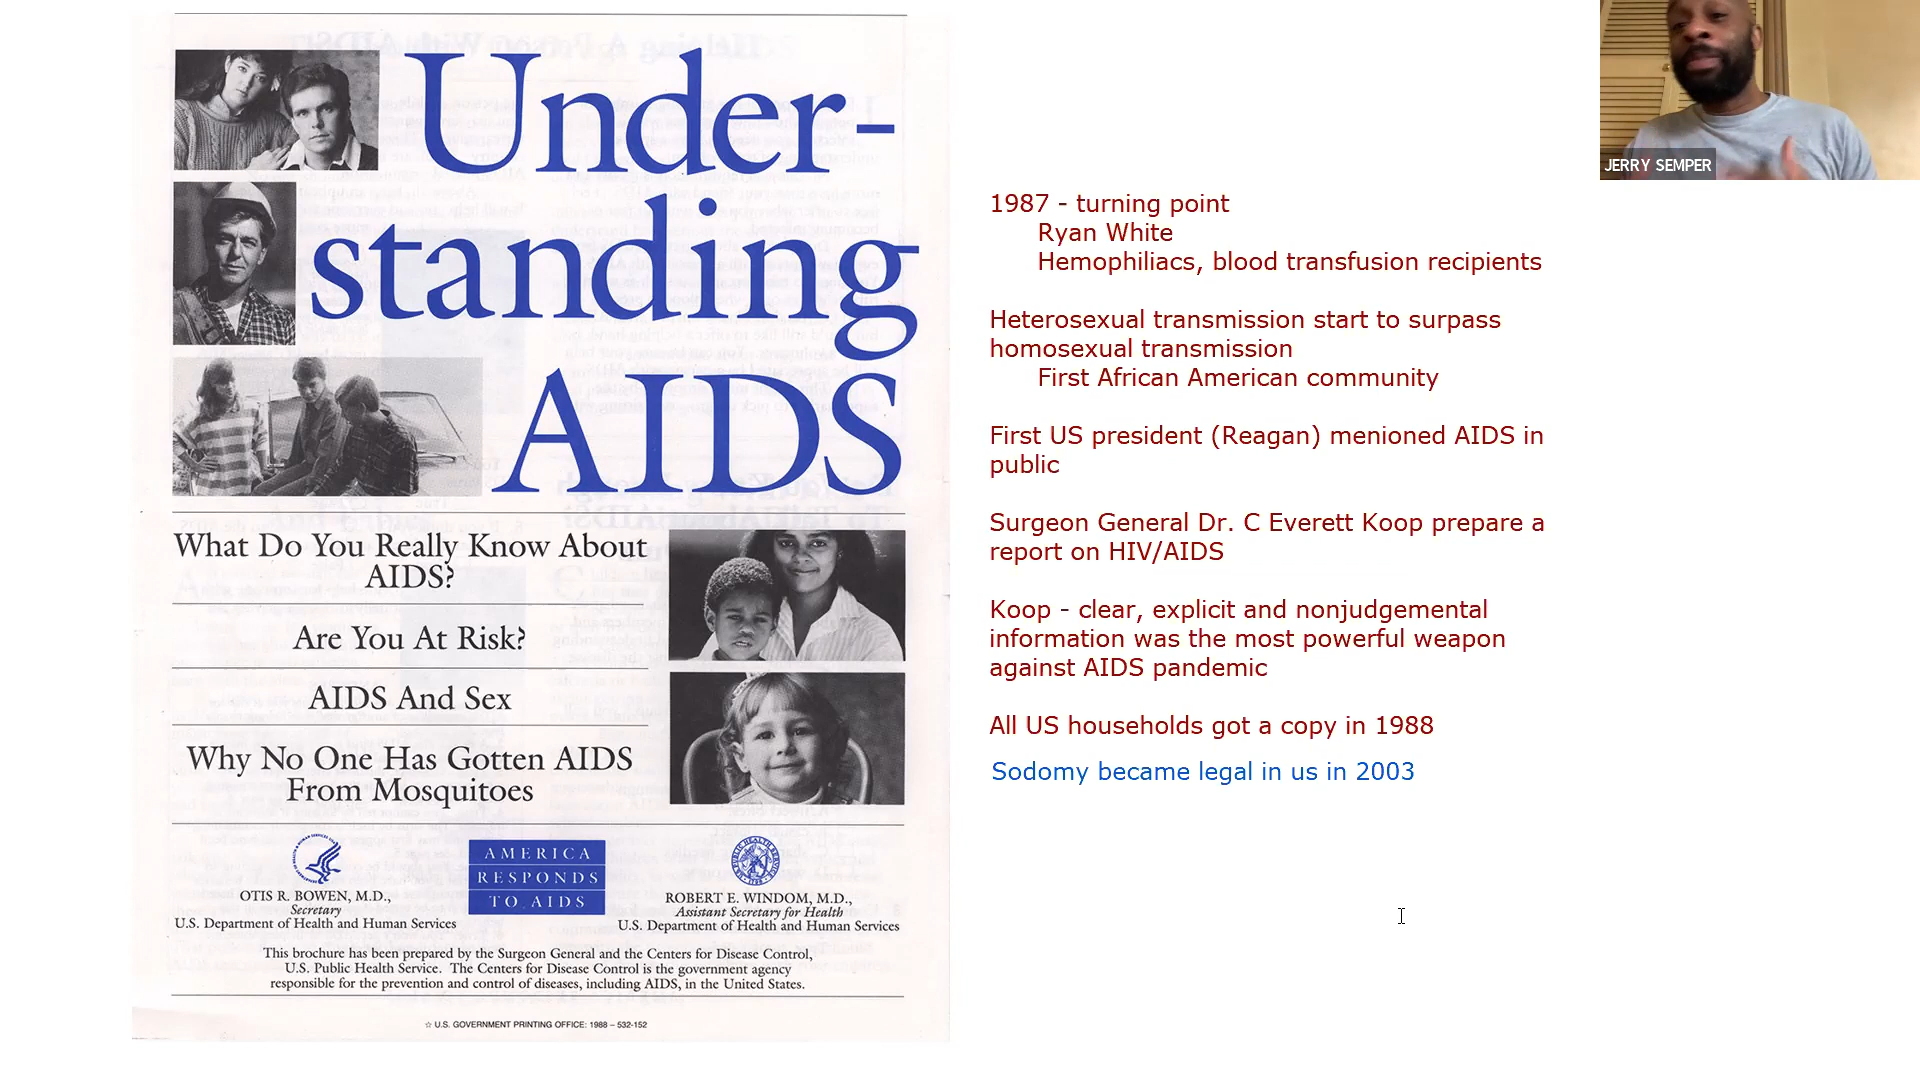 Under-
standing
AIDS
What Do You Really Know About
AIDS?
Are You At Risk?
AIDS And Sex
Why No One Has Gotten AIDS
From Mosquitoes
OTIS R. BOWEN, M.D.,
Secretary
U.S. Department of Health and Human Services
AMERICA
RESPONDS
TO AIDS
ROBERT E. WINDOM, M.D.,
Assistant Secretary for Health
U.S. Department of Health and Human Services
This brochure has been prepared by the Surgeon General and the Centers for Disease Control,
U.S. Public Health Service. The Centers for Disease Control is the government agency
responsible for the prevention and control of diseases, including AIDS, in the United States.
☆ U.S. GOVERNMENT PRINTING OFFICE: 1988 – 532-152
JERRY SEMPER
1987 - turning point
Ryan White
Hemophiliacs, blood transfusion recipients
Heterosexual transmission start to surpass
homosexual transmission
First African American community
First US president (Reagan) menioned AIDS in
public
Surgeon General Dr. C Everett Koop prepare a
report on HIV/AIDS
Koop - clear, explicit and nonjudgemental
information was the most powerful weapon
against AIDS pandemic
All US households got a copy in 1988
Sodomy became legal in us in 2003